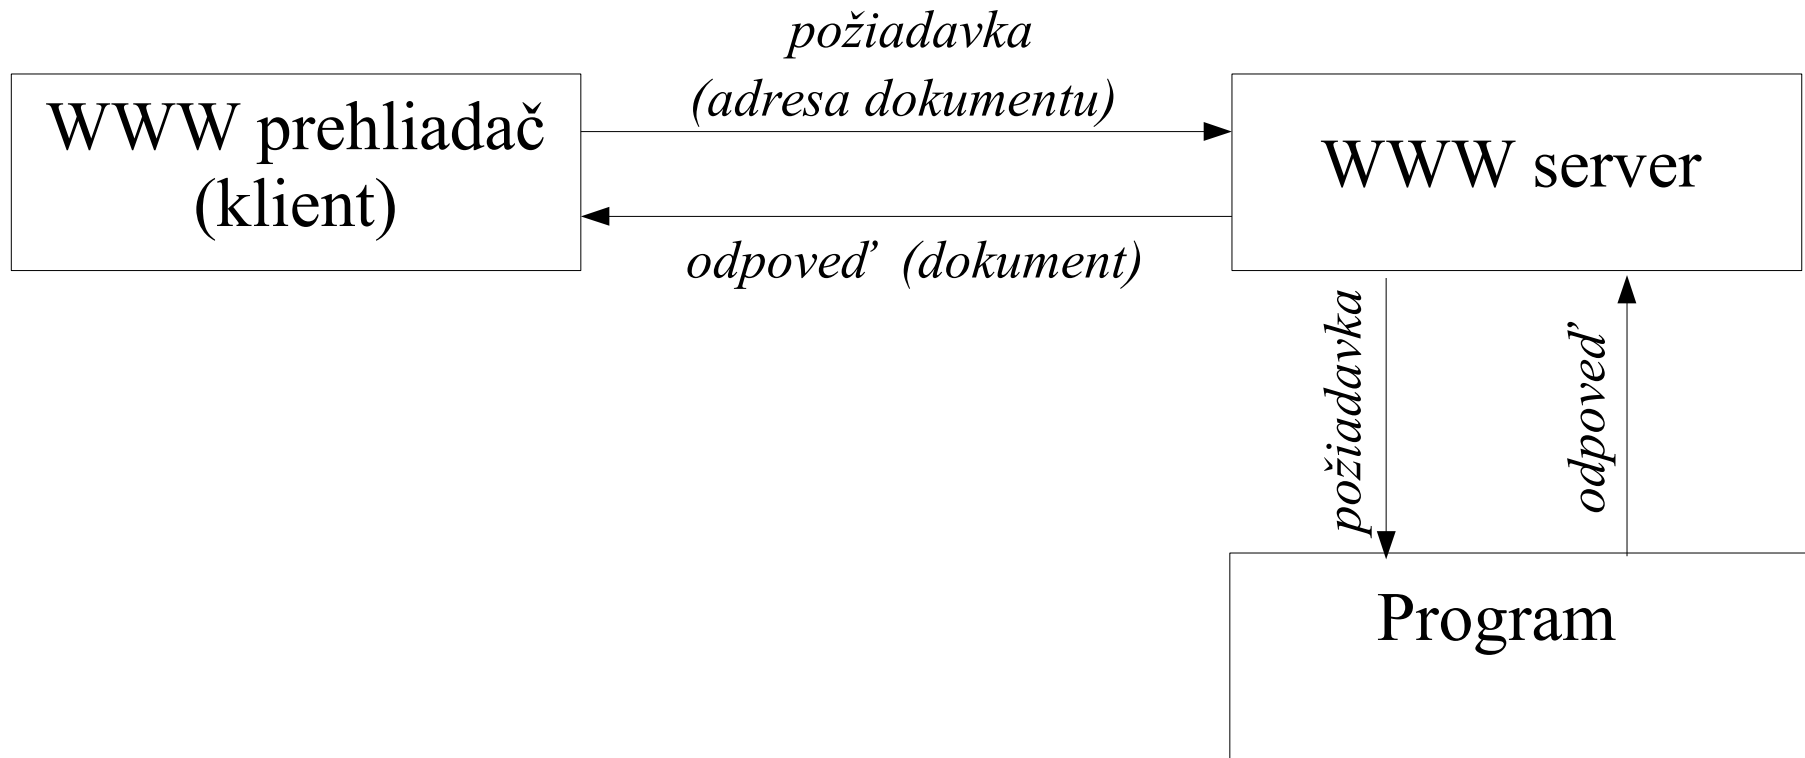 požiadavka
(adresa dokumentu)
WWW prehliadač
(klient)
WWW server
odpoveď (dokument)
požiadavka
odpoveď
Program